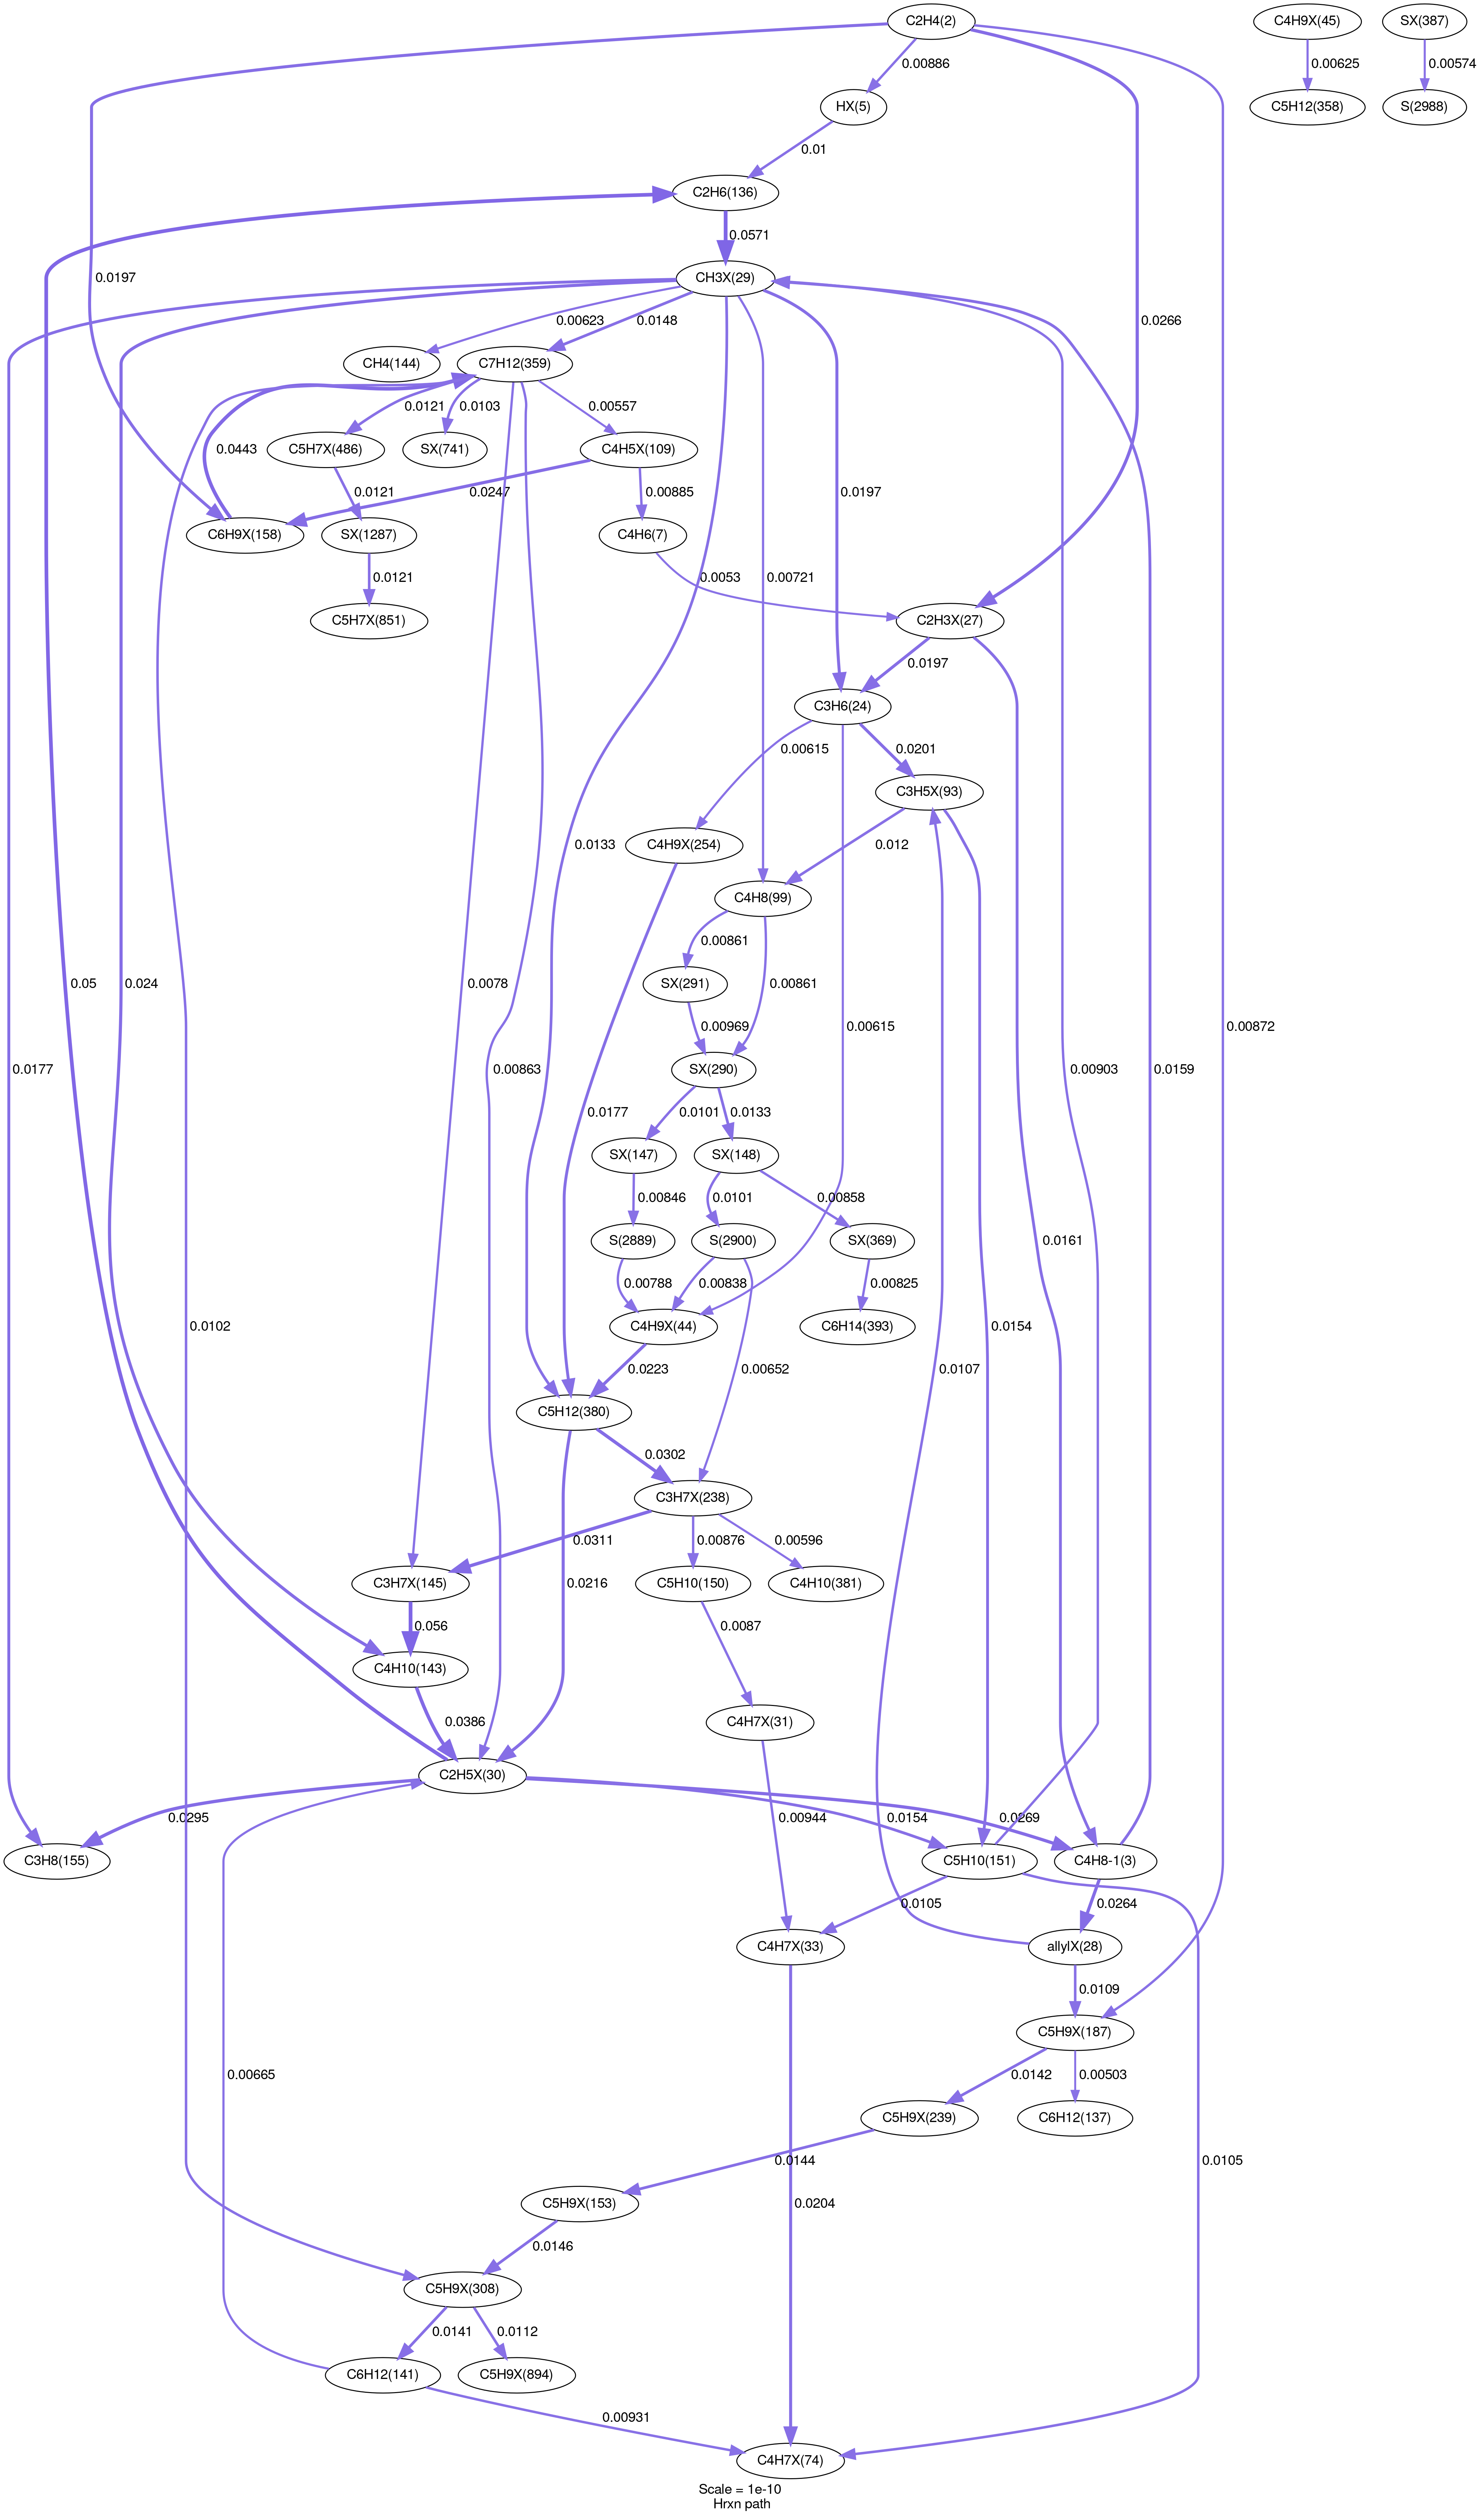 C2H4(2)
C4H9X(45)
SX(387)
0.00886
0.00625
0.00574
HX(5)
C5H12(358)
S(2988)
0.01
C2H6(136)
0.0571
CH3X(29)
0.0197
0.0266
0.00623
0.0148
CH4(144)
C7H12(359)
0.0121
0.0103
0.00557
C5H7X(486)
SX(741)
C4H5X(109)
0.0443
0.0121
0.0247
0.00885
0.0197
C6H9X(158)
SX(1287)
C4H6(7)
0.0121
0.0053
0.00721
C5H7X(851)
C2H3X(27)
0.0197
C3H6(24)
0.00615
0.0201
C3H5X(93)
0.0133
C4H9X(254)
0.012
C4H8(99)
0.00861
0.05
0.024
0.0078
SX(291)
0.00861
0.00969
0.00615
0.00872
0.0177
0.00863
SX(290)
0.00903
0.0159
0.0177
0.0101
0.0133
SX(147)
SX(148)
0.00846
0.0101
0.00858
S(2889)
S(2900)
SX(369)
0.0161
0.00788
0.00838
0.00825
0.0102
C4H9X(44)
C6H14(393)
0.0154
0.0223
0.00652
0.0107
C5H12(380)
0.0302
C3H7X(238)
0.0311
0.00876
0.00596
C3H7X(145)
0.0216
C5H10(150)
C4H10(381)
0.056
0.0087
C4H10(143)
0.0386
C4H7X(31)
C2H5X(30)
0.0295
0.00944
0.0154
0.0269
C3H8(155)
C5H10(151)
C4H8-1(3)
0.0105
0.0264
C4H7X(33)
allylX(28)
0.0109
C5H9X(187)
0.00665
0.0142
0.00503
C5H9X(239)
C6H12(137)
0.0144
0.0105
C5H9X(153)
0.0204
0.0146
C5H9X(308)
0.0141
0.0112
C6H12(141)
C5H9X(894)
0.00931
C4H7X(74)
Scale = 1e-10
Hrxn path